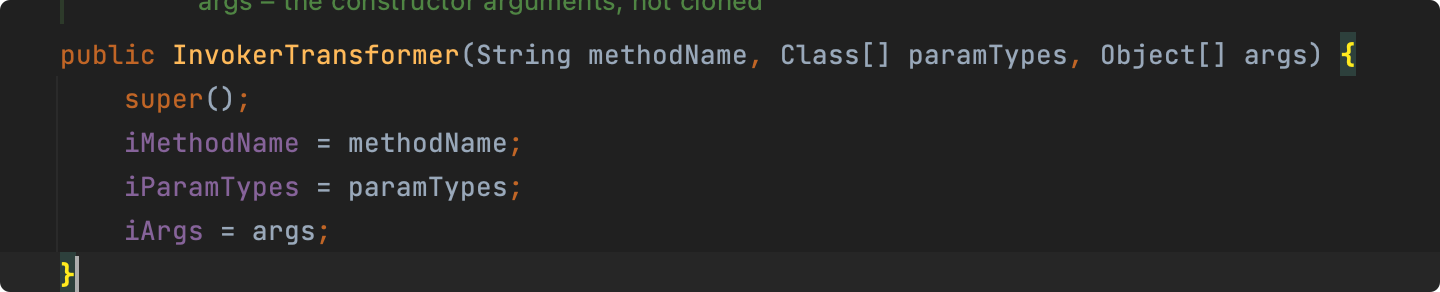 args – the constructor arguments, not cloned
public InvokerTransformer(String methodName, Class[] paramTypes, Object[] args) {
super();
iMethodName = methodName;
iParamTypes = paramTypes;
iArgs = args;
}